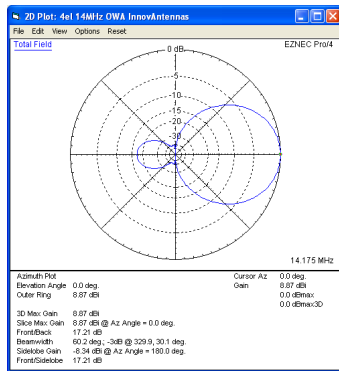 2D Plot: 4el 14MHz OWA InnovAntennas
File Edit View Options Reset
Total Field
EZNEC Pro/4
0 dB
-5
-10
-15
-20
-30
14.175 MHz
Azimuth Plot
Elevation Angle 0.0 deg.
Outer Ring 8.87 dBi
Cursor Az 0.0 deg.
Gain 8.87 dBi
0.0 dBmax
0.0 dBmax3D
3D Max Gain 8.87 dBi
Slice Max Gain 8.87 dBi @ Az Angle = 0.0 deg.
Front/Back 17.21 dB
Beamwidth 60.2 deg.; -3dB @ 329.9, 30.1 deg.
Sidelobe Gain -8.34 dBi @ Az Angle = 180.0 deg.
Front/Sidelobe 17.21 dB